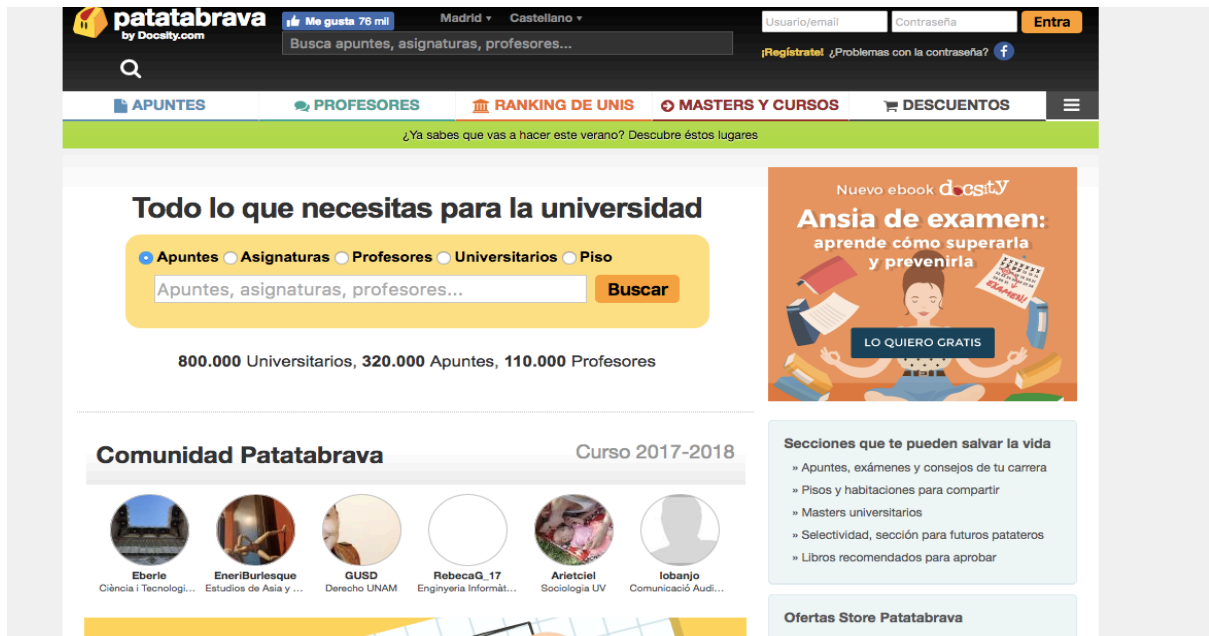 patatabrava
by Docsity.com
Me gusta 76 mil
Madrid
Castellano
Busca apuntes, asignaturas, profesores...
Usuario/email
Contraseña
Entra
¡Regístrate! ¿Problemas con la contraseña?
APUNTES
PROFESORES
RANKING DE UNIS
MASTERS Y CURSOS
DESCUENTOS
¿Ya sabes que vas a hacer este verano? Descubre éstos lugares
Todo lo que necesitas para la universidad
Apuntes Asignaturas Profesores Universitarios Piso
Apuntes, asignaturas, profesores...
Buscar
800.000 Universitarios, 320.000 Apuntes, 110.000 Profesores
Nuevo ebook docsity
Ansia de examen:
aprende cómo superarla
y prevenirla
EXAMEN!
LO QUIERO GRATIS
Comunidad Patatabrava
Curso 2017-2018
Eberle
Ciència i Tecnologi...
EneriBurlesque
Estudios de Asia y ...
GUSD
Derecho UNAM
RebecaG_17
Enginyeria Informàt...
Arietciel
Sociologia UV
lobanjo
Comunicació Audi...
Secciones que te pueden salvar la vida
» Apuntes, exámenes y consejos de tu carrera
» Pisos y habitaciones para compartir
» Masters universitarios
» Selectividad, sección para futuros patateros
» Libros recomendados para aprobar
Ofertas Store Patatabrava